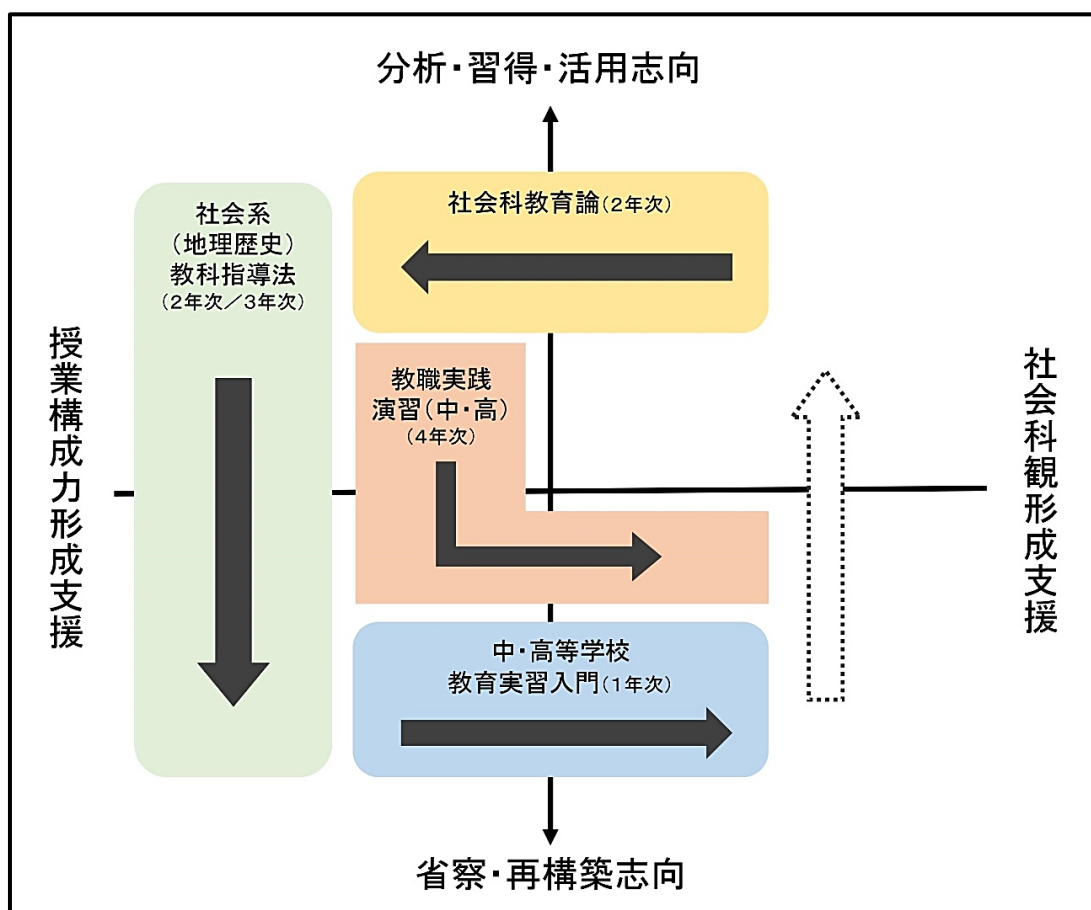 分析・習得・活用志向
社会系
（地理歴史）
教科指導法
（2年次／3年次）
社会科教育論（2年次）
授業構成力形成支援
教職実践
演習（中・高）
（4年次）
社会科観形成支援
中・高等学校
教育実習入門（1年次）
省察・再構築志向